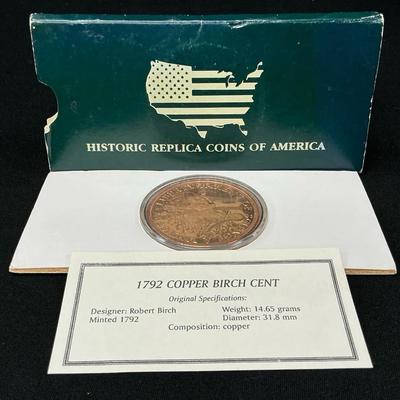 HISTORIC REPLICA COINS OF AMERICA
1792 COPPER BIRCH CENT
Original Specifications:
Designer: Robert Birch Weight: 14.65 grams
Minted 1792 Diameter: 31.8 mm
Composition: copper